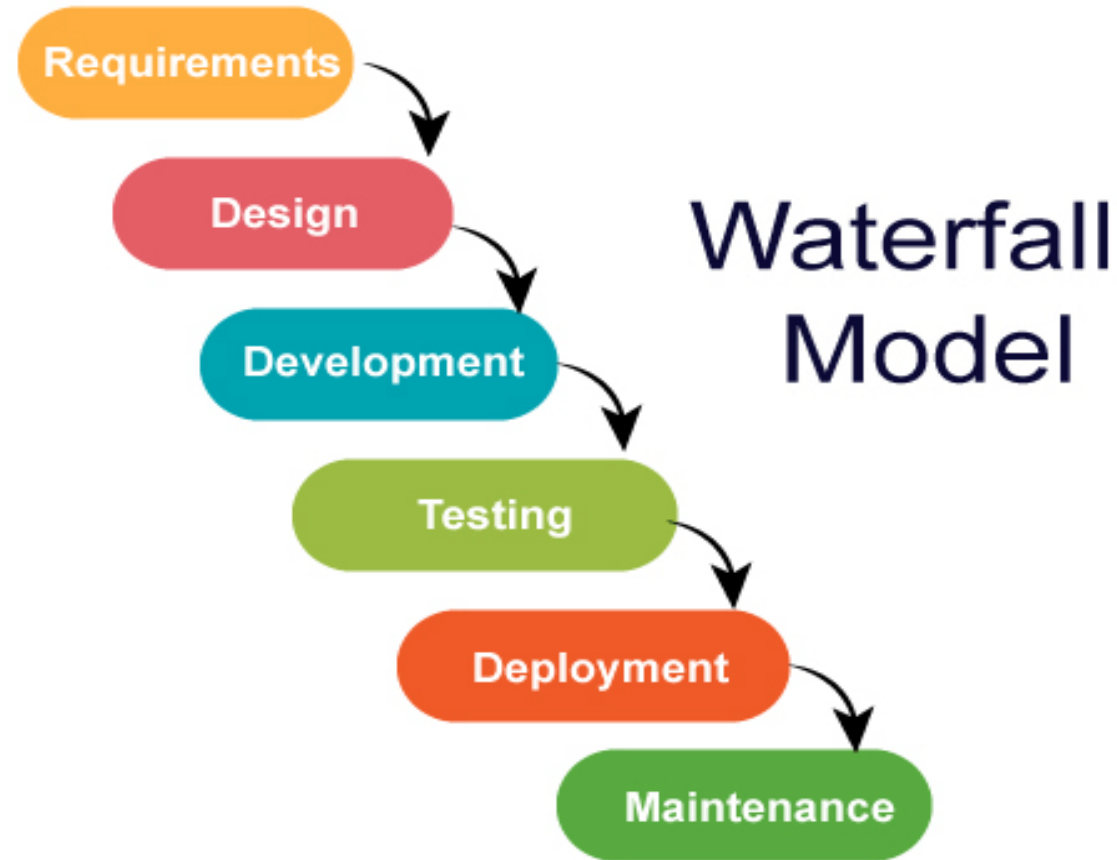 Requirements
Design
Waterfall
Model
Development
Testing
Deployment
Maintenance